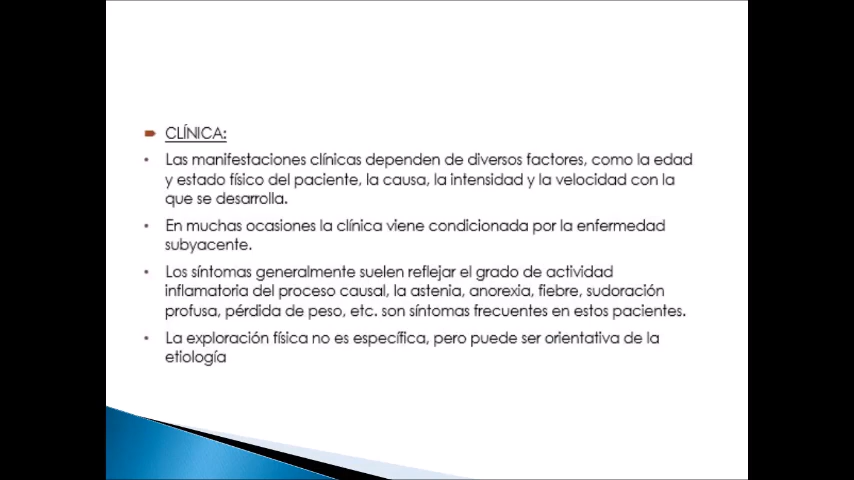 CLÍNICA:
• Las manifestaciones clínicas dependen de diversos factores, como la edad
y estado físico del paciente, la causa, la intensidad y la velocidad con la
que se desarrolla.
• En muchas ocasiones la clínica viene condicionada por la enfermedad
subyacente.
• Los síntomas generalmente suelen reflejar el grado de actividad
inflamatoria del proceso causal, la astenia, anorexia, fiebre, sudoración
profusa, pérdida de peso, etc. son síntomas frecuentes en estos pacientes.
• La exploración física no es específica, pero puede ser orientativa de la
etiología